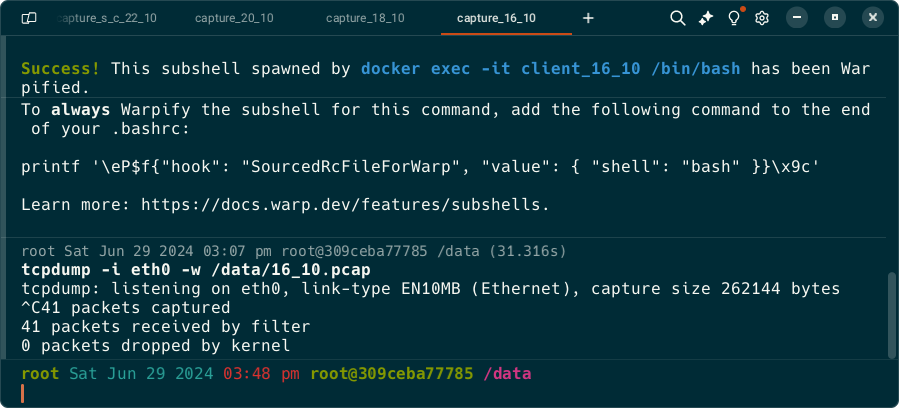 capture_s_c_22_10 capture_20_10 capture_18_10 capture_16_10
Success! This subshell spawned by docker exec -it client_16_10 /bin/bash has been War
pified.
To always Warpify the subshell for this command, add the following command to the end
of your .bashrc:
printf '\eP$f{"hook": "SourcedRcFileForWarp", "value": { "shell": "bash" }}\x9c'
Learn more: https://docs.warp.dev/features/subshells.
root Sat Jun 29 2024 03:07 pm root@309ceba77785 /data (31.316s)
tcpdump -i eth0 -w /data/16_10.pcap
tcpdump: listening on eth0, link-type EN10MB (Ethernet), capture size 262144 bytes
^C41 packets captured
41 packets received by filter
0 packets dropped by kernel
root Sat Jun 29 2024 03:48 pm root@309ceba77785 /data